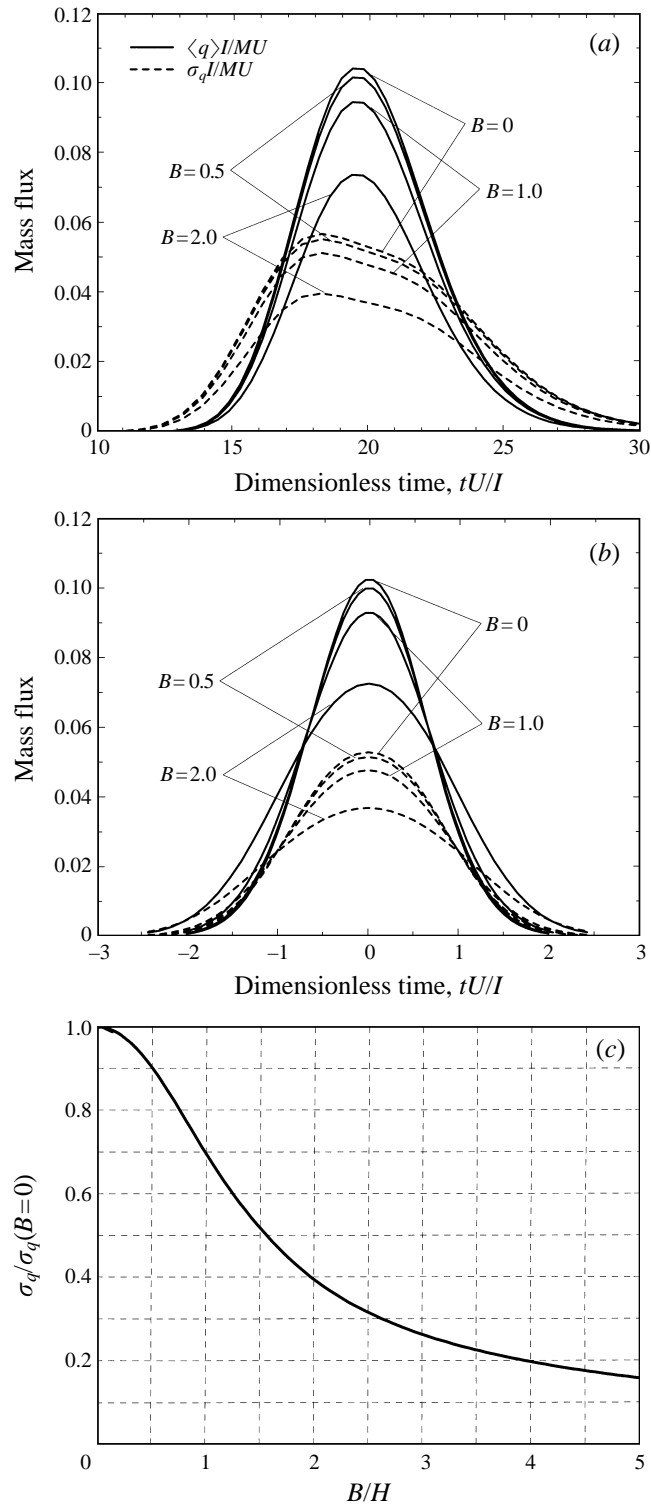 0.12
(a)
⟨q⟩I/MU
σqI/MU
0.10
B=0
0.08
B=0.5
B=1.0
Mass flux
0.06
B=2.0
0.04
0.02
0
10
15
20
25
30
Dimensionless time, tU/I
0.12
(b)
0.10
B=0
0.08
B=0.5
B=1.0
Mass flux
0.06
B=2.0
0.04
0.02
0
–3
–2
–1
0
1
2
3
Dimensionless time, tU/I
1.0
(c)
0.8
0.6
σq/σq(B=0)
0.4
0.2
0
1
2
3
4
5
B/H